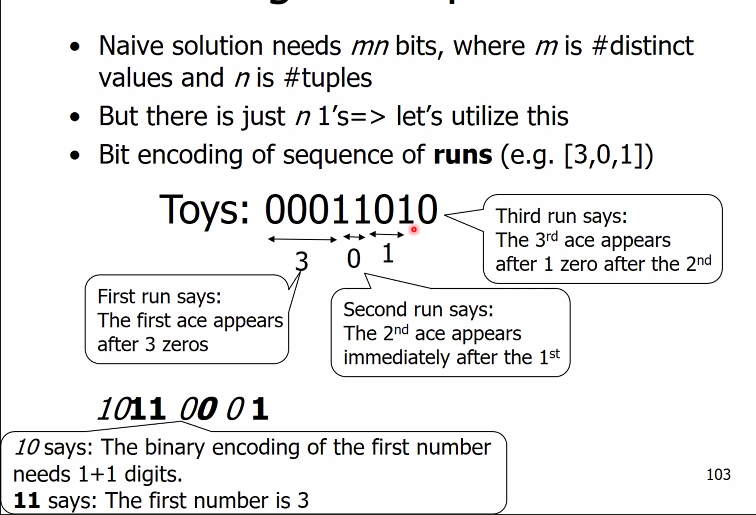 • Naive solution needs mn bits, where m is #distinct
values and n is #tuples
• But there is just n 1's=> let's utilize this
• Bit encoding of sequence of runs (e.g. [3,0,1])
Toys: 00011010
3 0 1
Third run says:
The 3rd ace appears
after 1 zero after the 2nd
First run says:
The first ace appears
after 3 zeros
Second run says:
The 2nd ace appears
immediately after the 1st
1011 00 0 1
10 says: The binary encoding of the first number
needs 1+1 digits.
11 says: The first number is 3
103